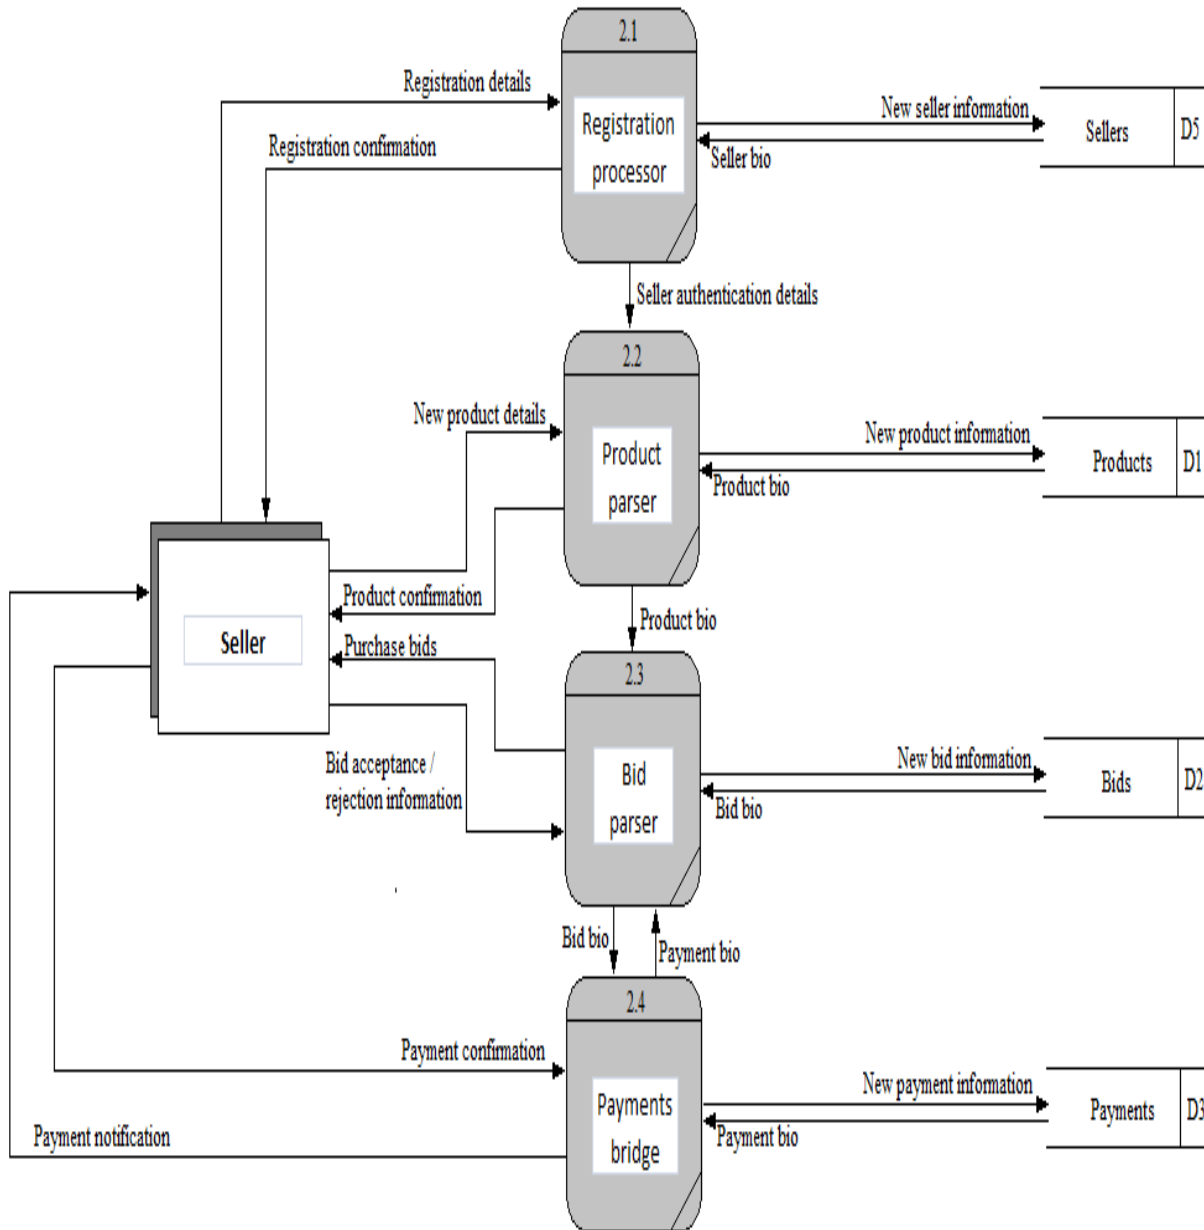 2.1
Registration details
Registration
processor
New seller information
Sellers
D5
Registration confirmation
Seller bio
Seller authentication details
2.2
New product details
Product
parser
New product information
Products
D1
Product bio
Product confirmation
Product bio
Seller
Purchase bids
2.3
Bid acceptance /
rejection information
Bid
parser
New bid information
Bids
D2
Bid bio
Bid bio
Payment bio
2.4
Payment confirmation
Payments
bridge
New payment information
Payments
D3
Payment bio
Payment notification